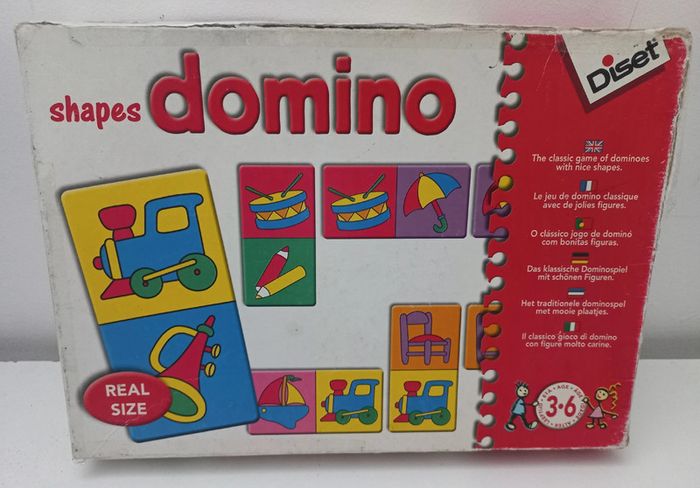 shapes domino
Diset
The classic game of dominoes
with nice shapes.
Le jeu de domino classique
avec de jolies figures.
O clássico jogo de dominó
com bonitas figuras.
Das klassische Dominospiel
mit schönen Figuren.
Het traditionele dominospel
met mooie plaatjes.
Il classico gioco di domino
con figure molto carine.
REAL
SIZE
3-6